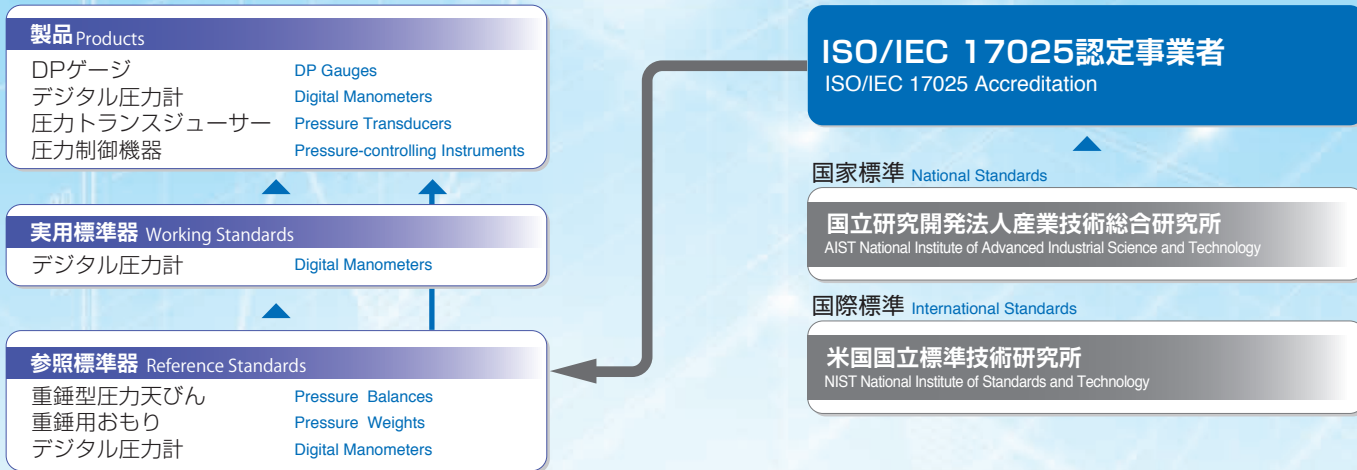 製品 Products
DPゲージ DP Gauges
デジタル圧力計 Digital Manometers
圧力トランスジューサー Pressure Transducers
圧力制御機器 Pressure-controlling Instruments
実用標準器 Working Standards
デジタル圧力計 Digital Manometers
参照標準器 Reference Standards
重錘型圧力天びん Pressure Balances
重錘用おもり Pressure Weights
デジタル圧力計 Digital Manometers
ISO/IEC 17025認定事業者
ISO/IEC 17025 Accreditation
国家標準 National Standards
国立研究開発法人産業技術総合研究所
AIST National Institute of Advanced Industrial Science and Technology
国際標準 International Standards
米国国立標準技術研究所
NIST National Institute of Standards and Technology